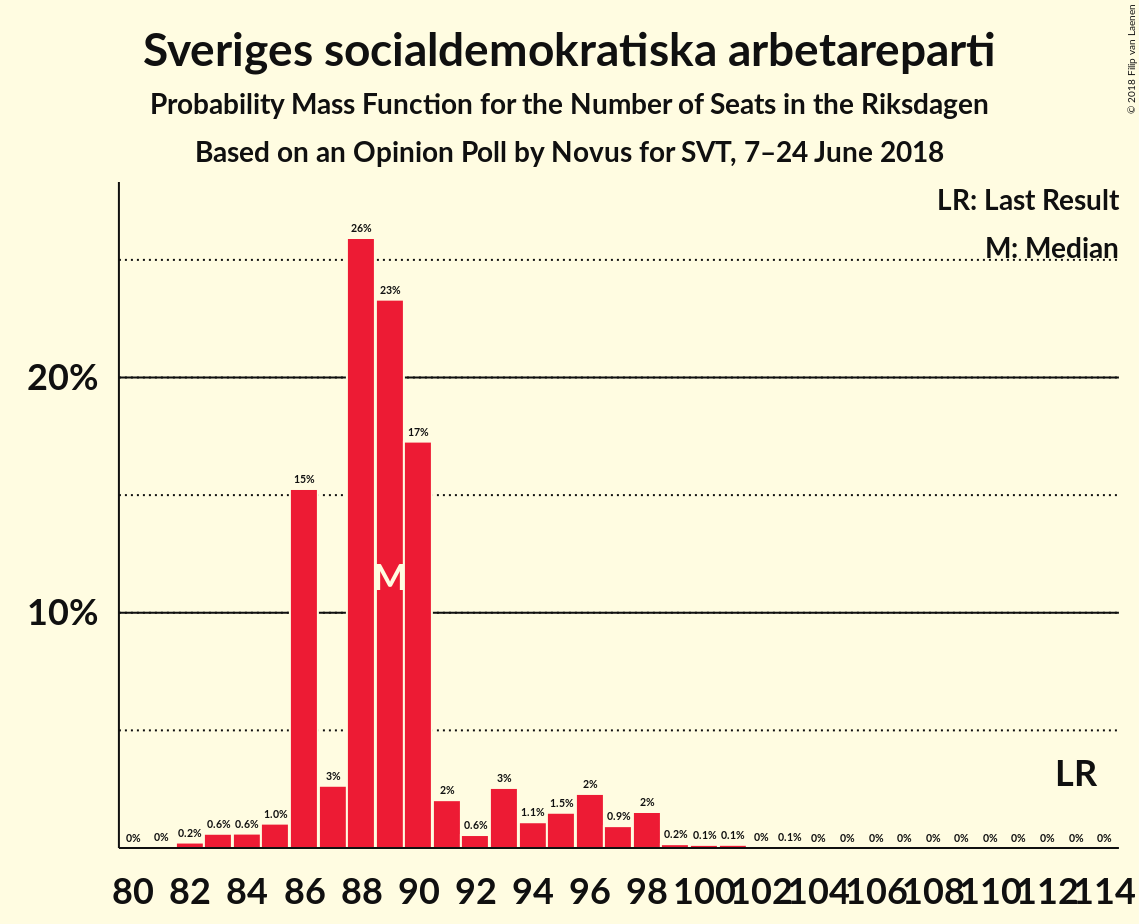 © 2018 Filip van Laenen
Sveriges socialdemokratiska arbetareparti
Probability Mass Function for the Number of Seats in the Riksdagen
Based on an Opinion Poll by Novus for SVT, 7–24 June 2018
LR: Last Result
M: Median
26%
23%
20%
17%
15%
M
10%
LR
3% 3% 2% 2% 2%
0% 0% 0.2% 0.6% 0.6% 1.0% 0.6% 1.1% 1.5% 0.9% 0.2% 0.1% 0.1% 0% 0.1% 0% 0% 0% 0% 0% 0% 0% 0% 0% 0% 0%
80 82 84 86 88 90 92 94 96 98 100 102 104 106 108 110 112 114